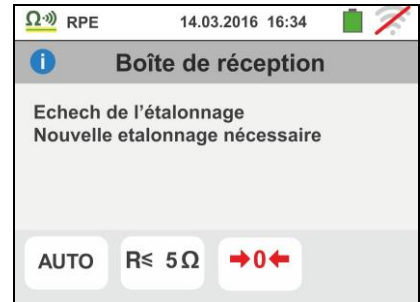 Ω RPE 14.03.2016 16:34
i Boîte de réception
Echech de l'étalonnage
Nouvelle etalonnage nécessaire
AUTO R≤ 5Ω →0←